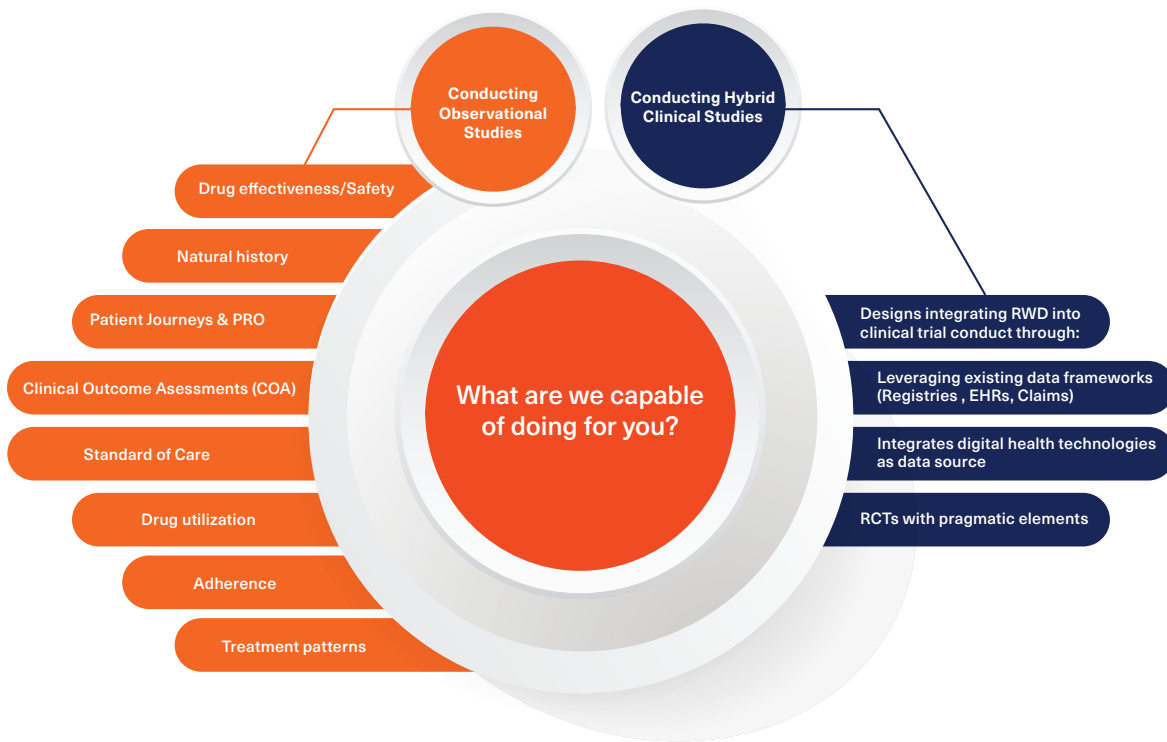 Conducting
Observational
Studies
Conducting Hybrid
Clinical Studies
Drug effectiveness/Safety
Natural history
Patient Journeys & PRO
Clinical Outcome Asessments (COA)
Standard of Care
Drug utilization
Adherence
Treatment patterns
What are we capable
of doing for you?
Designs integrating RWD into
clinical trial conduct through:
Leveraging existing data frameworks
(Registries , EHRs, Claims)
Integrates digital health technologies
as data source
RCTs with pragmatic elements